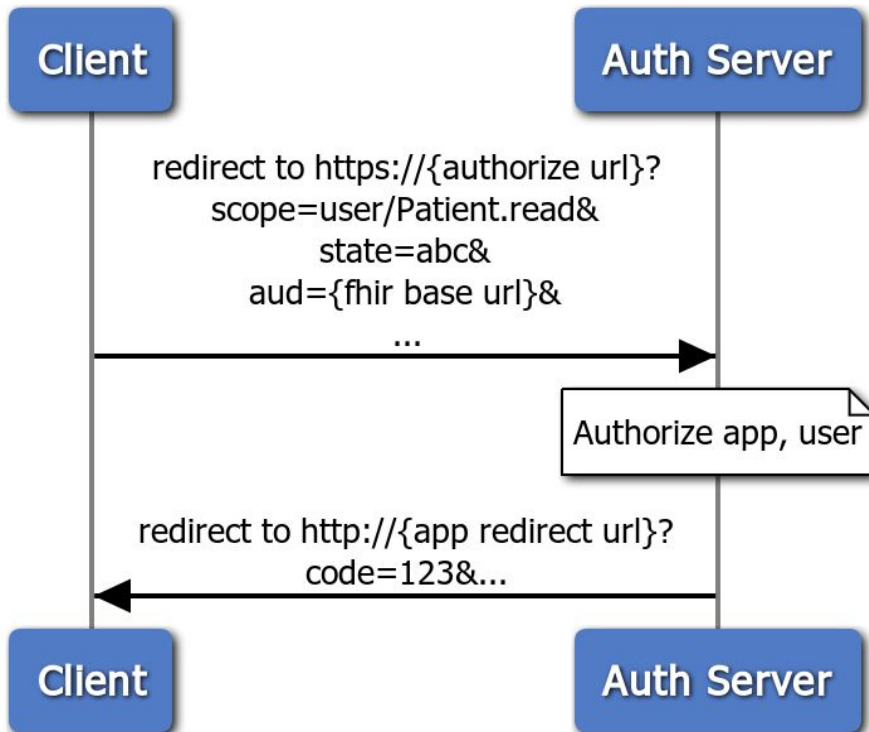 Client
Auth Server
redirect to https://{authorize url}?
scope=user/Patient.read&
state=abc&
aud={fhir base url}&
...
Authorize app, user
redirect to http://{app redirect url}?
code=123&...
Client
Auth Server